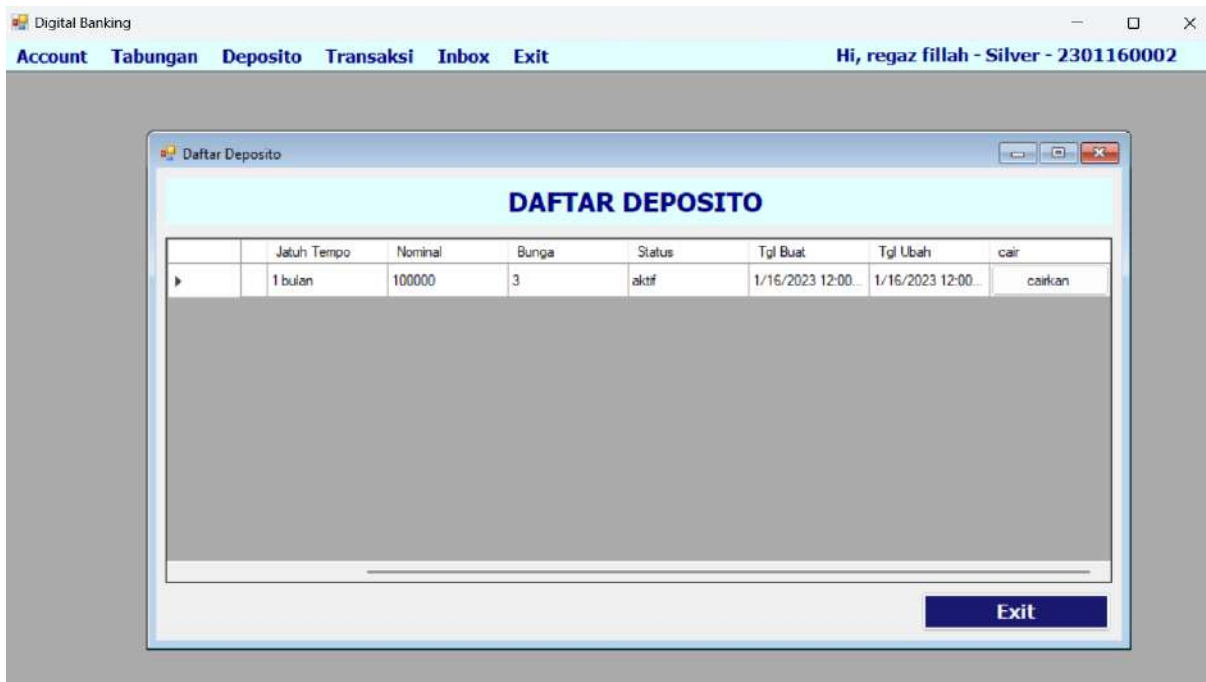 Digital Banking
Account Tabungan Deposito Transaksi Inbox Exit Hi, regaz fillah - Silver - 2301160002
Daftar Deposito
DAFTAR DEPOSITO
Jatuh Tempo Nominal Bunga Status Tgl Buat Tgl Ubah cair
1 bulan 100000 3 aktif 1/16/2023 12:00... 1/16/2023 12:00... cairkan
Exit